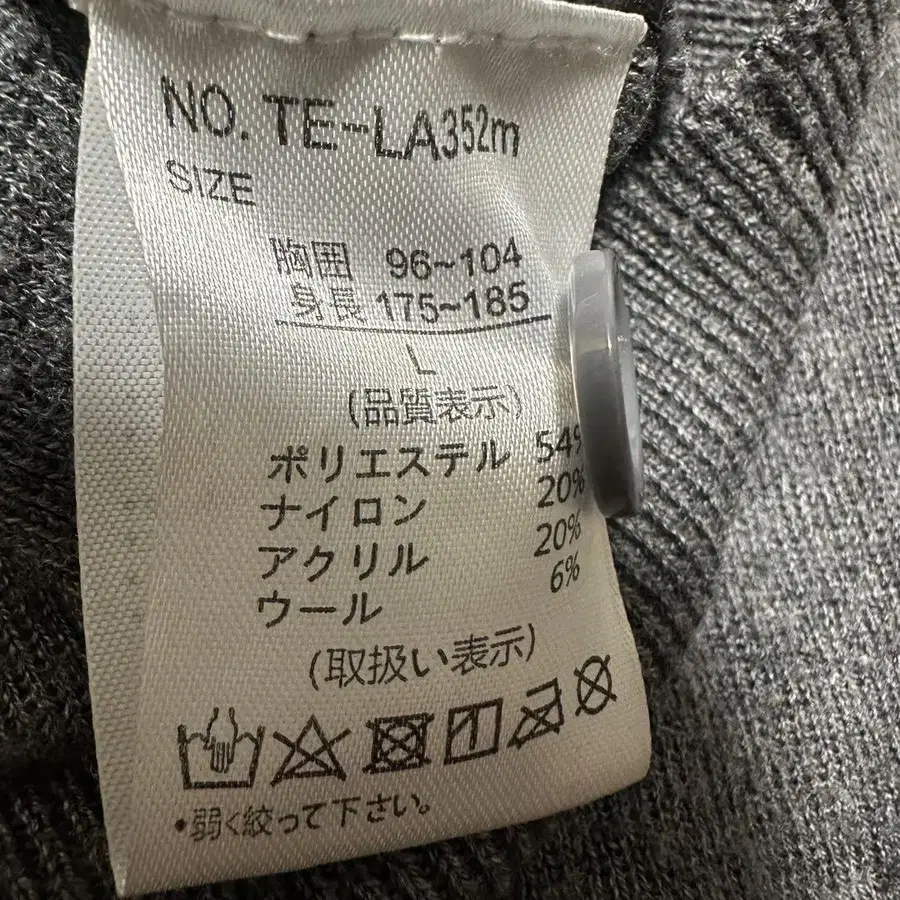 NO. TE-LA352m
SIZE
胸囲 96~104
身長 175~185
L
(品質表示)
ポリエステル 54%
ナイロン 20%
アクリル 20%
ウール 6%
(取扱い表示)
・弱く絞って下さい。